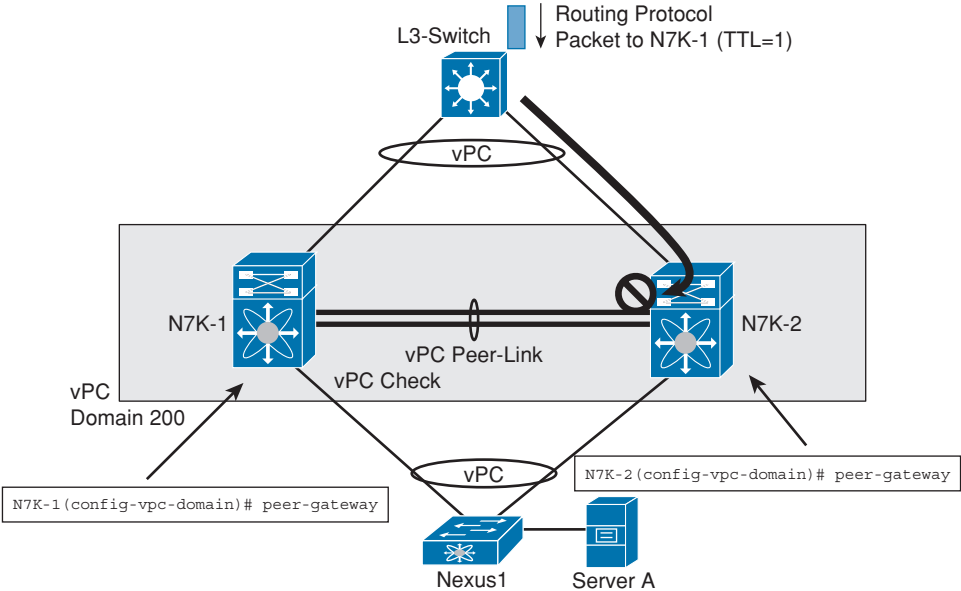 Routing Protocol
Packet to N7K-1 (TTL=1)
L3-Switch
vPC
N7K-1
N7K-2
vPC Peer-Link
vPC Check
vPC
Domain 200
vPC
N7K-1(config-vpc-domain)# peer-gateway
N7K-2(config-vpc-domain)# peer-gateway
Nexus1
Server A